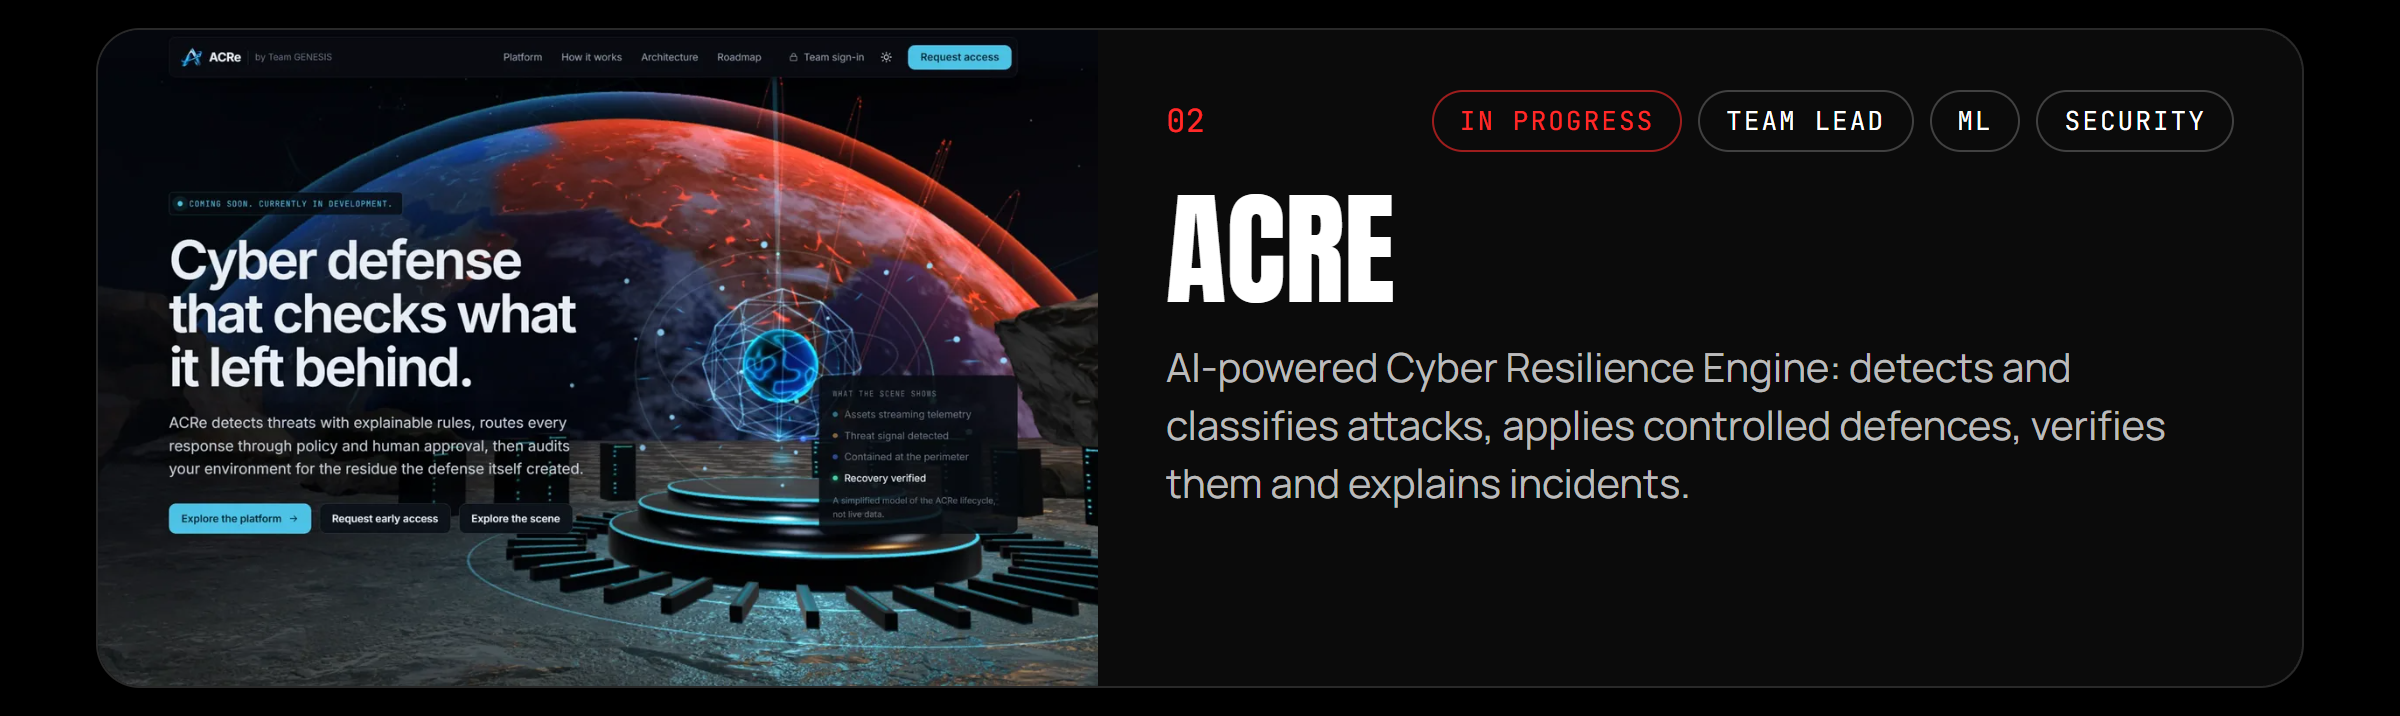 ACRe by Team GENESIS
Platform How it works Architecture Roadmap Team sign-in Request access
COMING SOON. CURRENTLY IN DEVELOPMENT.
Cyber defense
that checks what
it left behind.
ACRe detects threats with explainable rules, routes every
response through policy and human approval, then audits
your environment for the residue the defense itself created.
Explore the platform → Request early access Explore the scene
WHAT THE SCENE SHOWS
Assets streaming telemetry
Threat signal detected
Contained at the perimeter
Recovery verified
A simplified model of the ACRe lifecycle,
not live data.
02 IN PROGRESS TEAM LEAD ML SECURITY
ACRE
AI-powered Cyber Resilience Engine: detects and
classifies attacks, applies controlled defences, verifies
them and explains incidents.